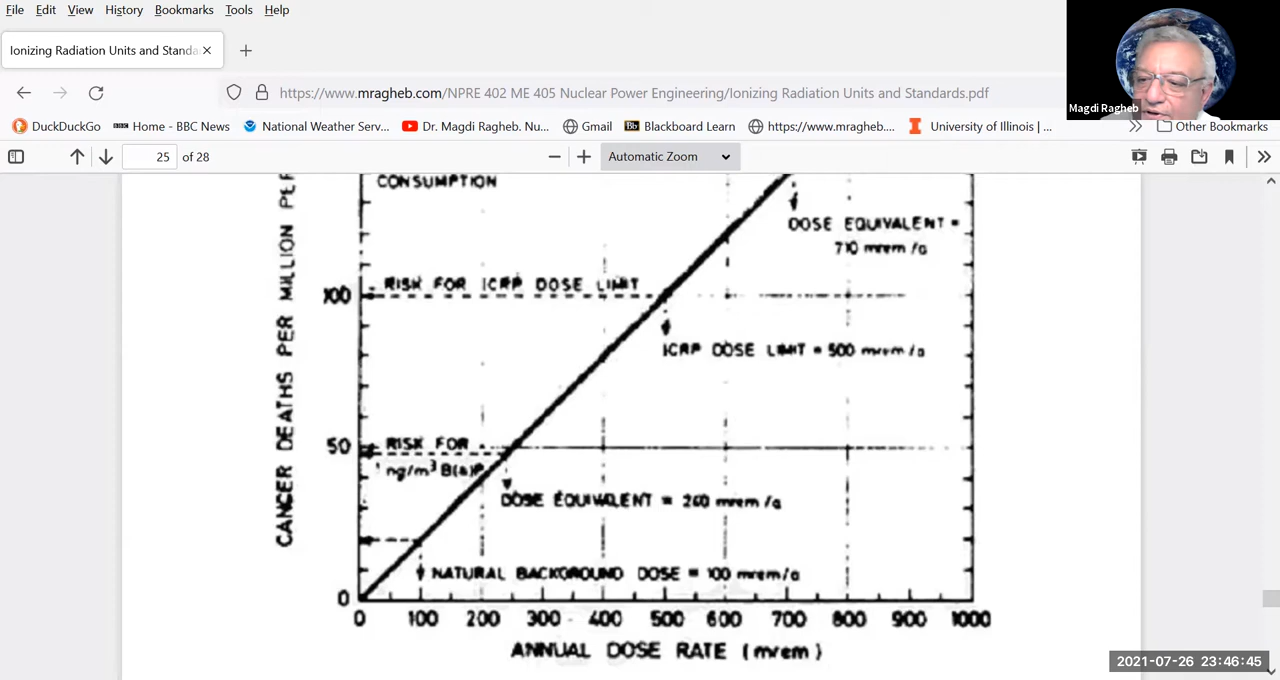 File Edit View History Bookmarks Tools Help
Ionizing Radiation Units and Standa
https://www.mragheb.com/NPRE 402 ME 405 Nuclear Power Engineering/Ionizing Radiation Units and Standards.pdf
Magdi Ragheb
DuckDuckGo Home - BBC News National Weather Serv... Dr. Magdi Ragheb, Nu... Gmail Blackboard Learn https://www.mragheb.... University of Illinois | ... Other Bookmarks
25 of 28 Automatic Zoom
CONSUMPTION
DOSE EQUIVALENT =
710 mrem/a
RISK FOR ICRP DOSE LIMIT
100
ICRP DOSE LIMIT = 500 mrem/a
CANCER DEATHS PER MILLION PER
50
RISK FOR
1 ng/m³ B(a)P
DOSE EQUIVALENT = 240 mrem/a
NATURAL BACKGROUND DOSE = 100 mrem/a
0
0 100 200 300 400 500 600 700 800 900 1000
ANNUAL DOSE RATE (mrem)
2021-07-26 23:46:45